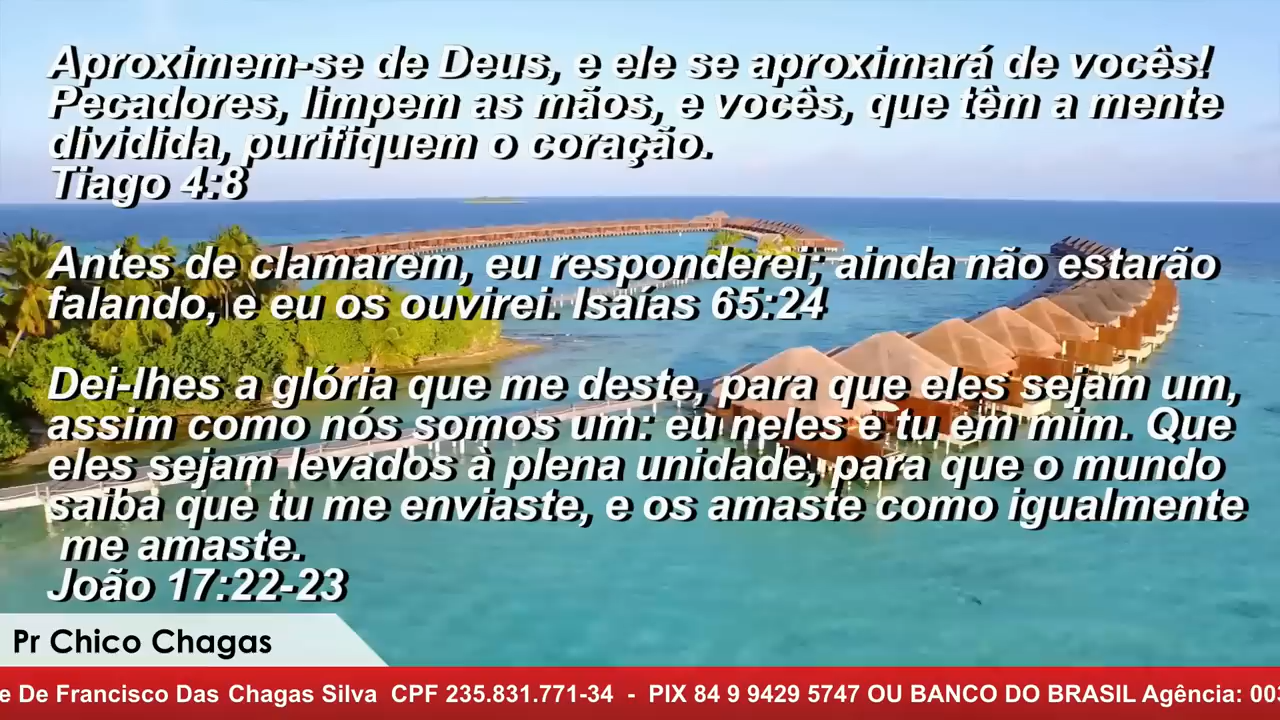 Aproximem-se de Deus, e ele se aproximará de vocês!
Pecadores, limpem as mãos, e vocês, que têm a mente
dividida, purifiquem o coração.
Tiago 4:8
Antes de clamarem, eu responderei; ainda não estarão
falando, e eu os ouvirei. Isaías 65:24
Dei-lhes a glória que me deste, para que eles sejam um,
assim como nós somos um: eu neles e tu em mim. Que
eles sejam levados à plena unidade, para que o mundo
saiba que tu me enviaste, e os amaste como igualmente
me amaste.
João 17:22-23
Pr Chico Chagas
e De Francisco Das Chagas Silva CPF 235.831.771-34 - PIX 84 9 9429 5747 OU BANCO DO BRASIL Agência: 003